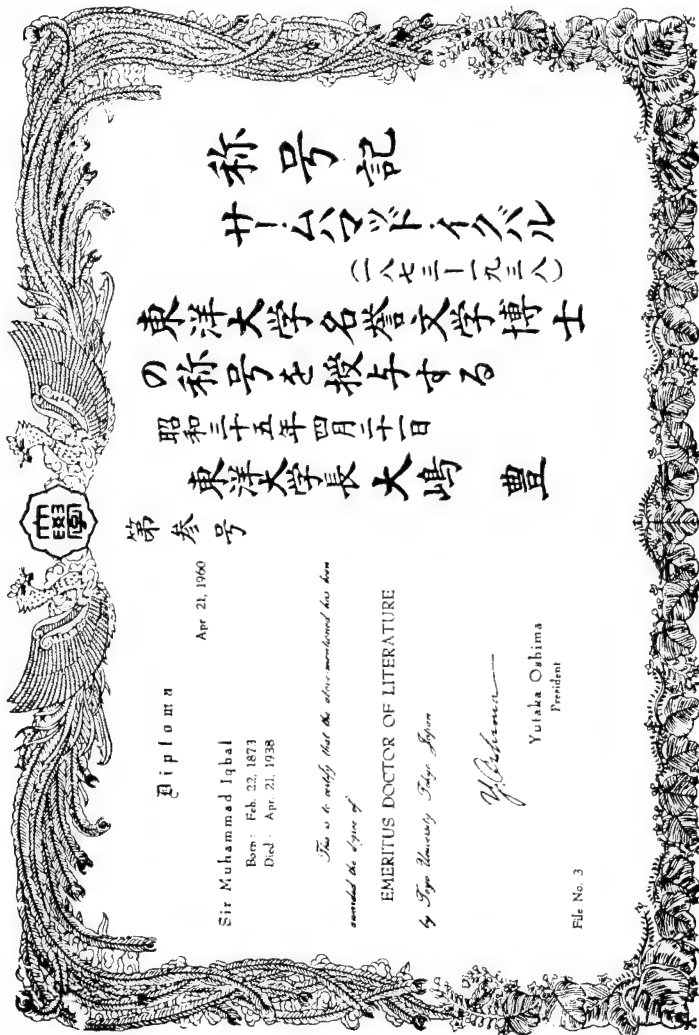 称号記
サー・ムハマッド・イクバル
(一八七三ー一九三八)
東洋大学名誉文学博士
の称号を授与する
昭和三十五年四月二十一日
東洋大学長 大嶋 豊
第参号
Diploma
Apr 21, 1960
Sir Muhammad Iqbal
Born : Feb. 22, 1873
Died : Apr. 21, 1938
This is to certify that the above-mentioned has been
awarded the degree of
EMERITUS DOCTOR OF LITERATURE
by Toyo University Tokyo Japan
Y. Oshima
Yutaka Oshima
President
File No. 3